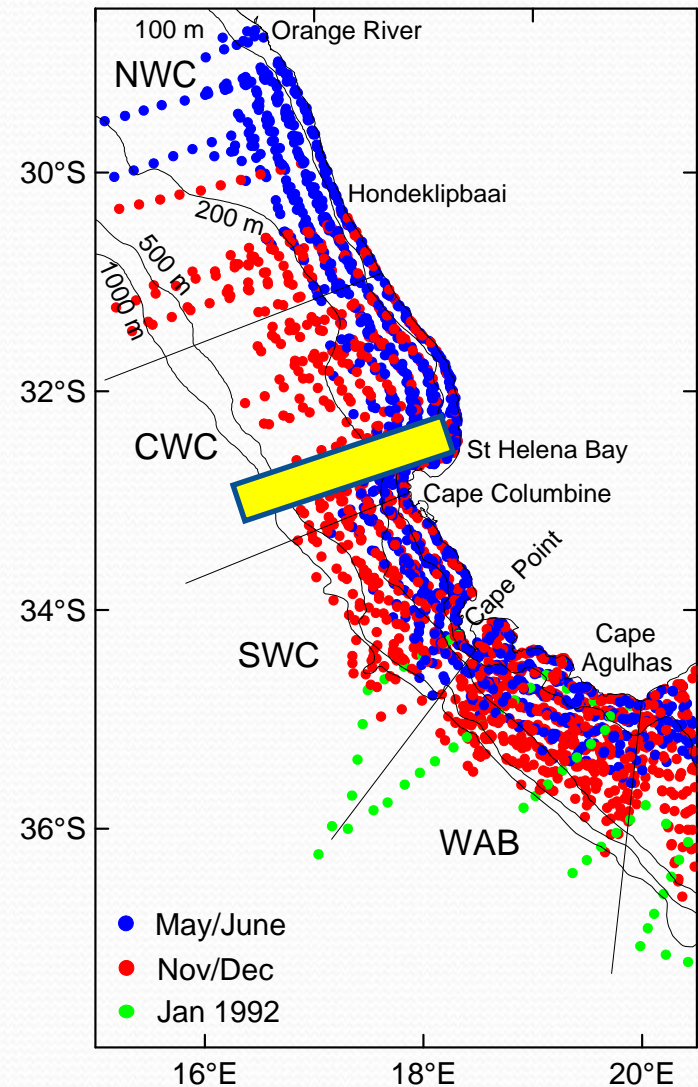 100 m
Orange River
NWC
30°S
Hondeklipbaai
200 m
500 m
1000 m
32°S
CWC
St Helena Bay
Cape Columbine
Cape Point
34°S
Cape
Agulhas
SWC
36°S
WAB
May/June
Nov/Dec
Jan 1992
16°E
18°E
20°E